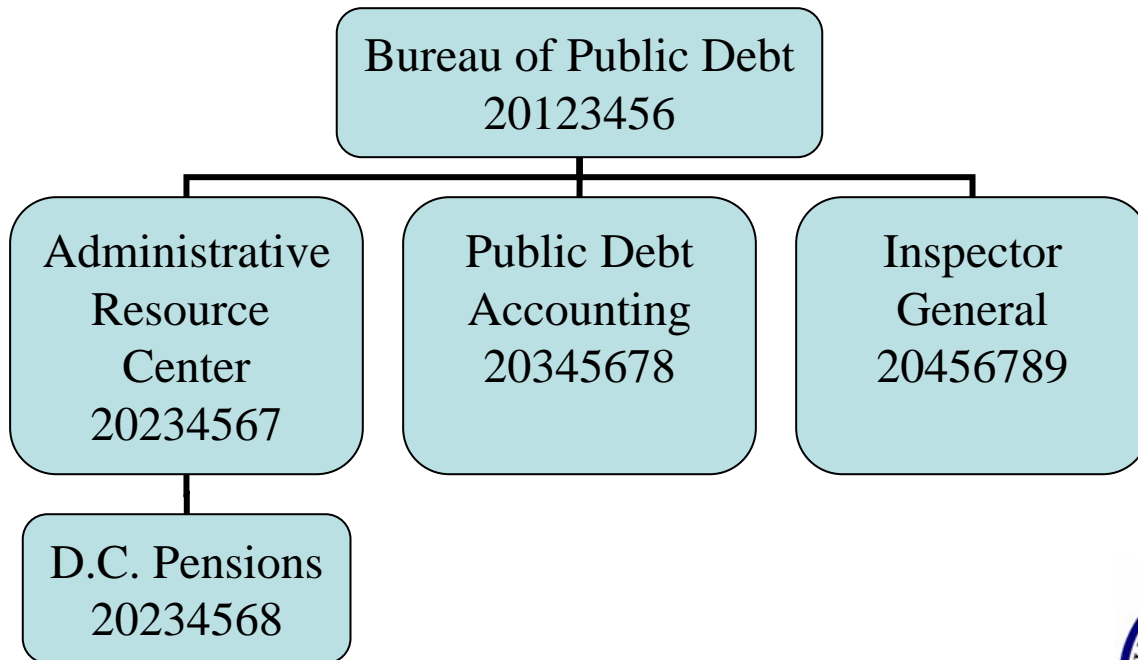 Bureau of Public Debt
20123456
Administrative
Resource
Center
20234567
Public Debt
Accounting
20345678
Inspector
General
20456789
D.C. Pensions
20234568